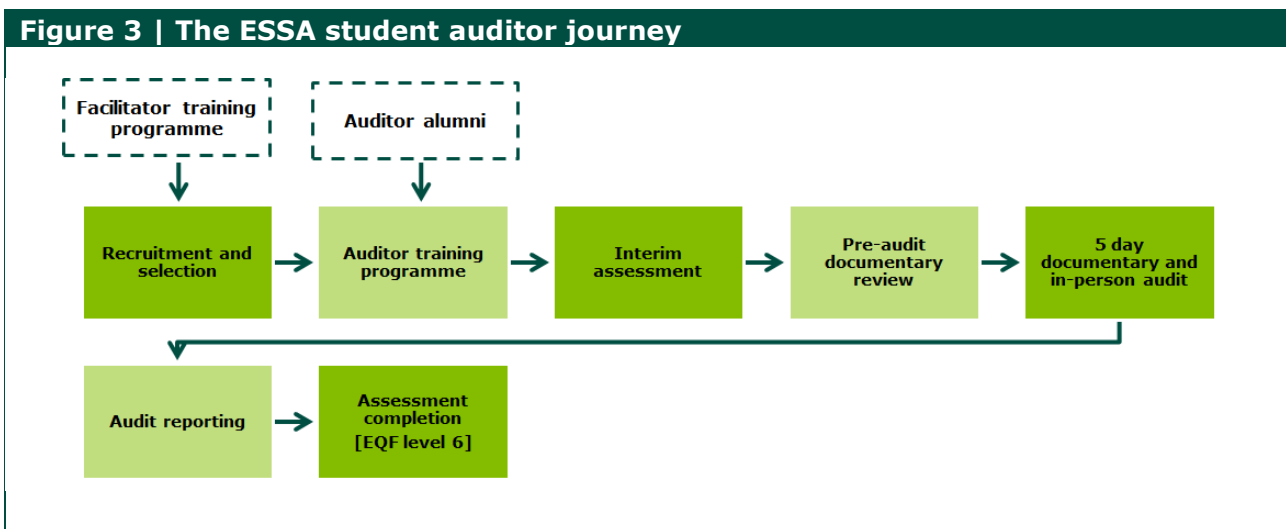 Figure 3 | The ESSA student auditor journey
Facilitator training
programme
Auditor alumni
Recruitment and
selection
Auditor training
programme
Interim
assessment
Pre-audit
documentary
review
5 day
documentary and
in-person audit
Audit reporting
Assessment
completion
[EQF level 6]